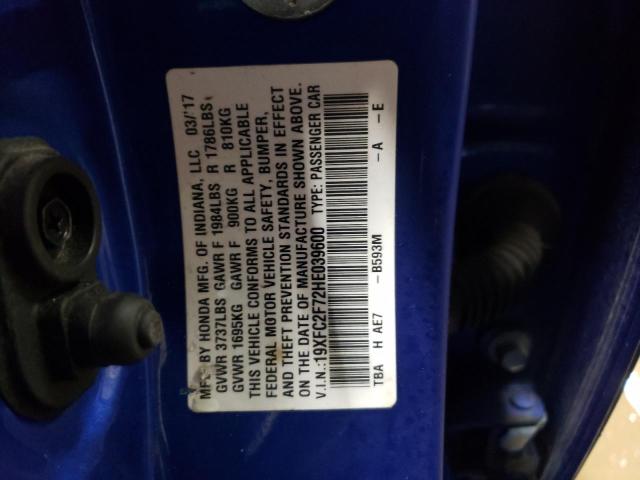 MFD. BY HONDA MFG. OF INDIANA, LLC 03/'17
GVWR 3737LBS GAWR F 1984LBS R 1786LBS
GVWR 1695KG GAWR F 900KG R 810KG
THIS VEHICLE CONFORMS TO ALL APPLICABLE
FEDERAL MOTOR VEHICLE SAFETY, BUMPER,
AND THEFT PREVENTION STANDARDS IN EFFECT
ON THE DATE OF MANUFACTURE SHOWN ABOVE.
V.I.N.:19XFC2F72HE039600 TYPE: PASSENGER CAR
TBA H AE7 -B593M -A -E